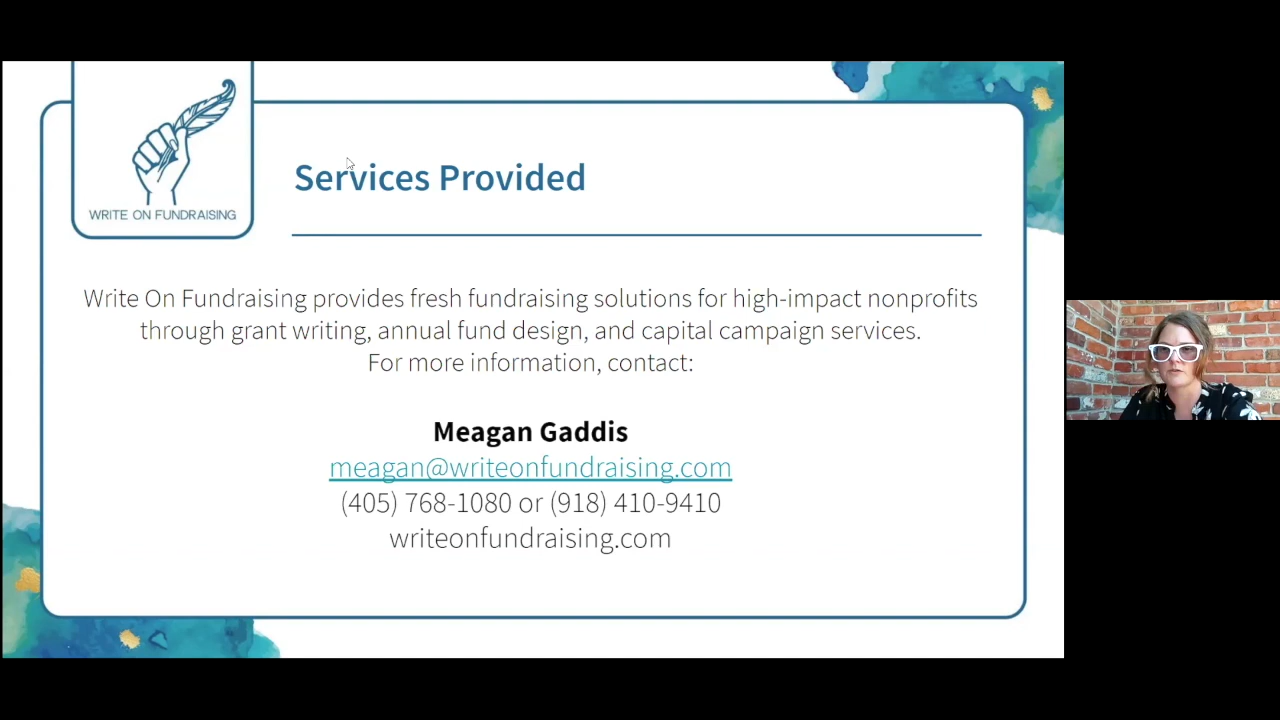 WRITE ON FUNDRAISING
Services Provided
Write On Fundraising provides fresh fundraising solutions for high-impact nonprofits
through grant writing, annual fund design, and capital campaign services.
For more information, contact:
Meagan Gaddis
meagan@writeonfundraising.com
(405) 768-1080 or (918) 410-9410
writeonfundraising.com